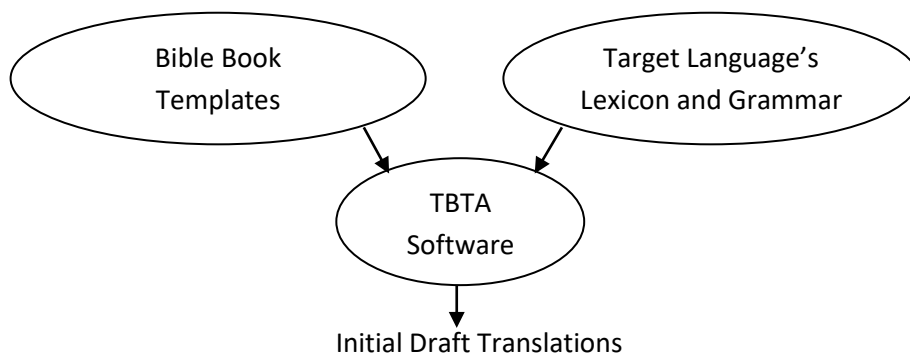 Bible Book
Templates
Target Language’s
Lexicon and Grammar
TBTA
Software
Initial Draft Translations